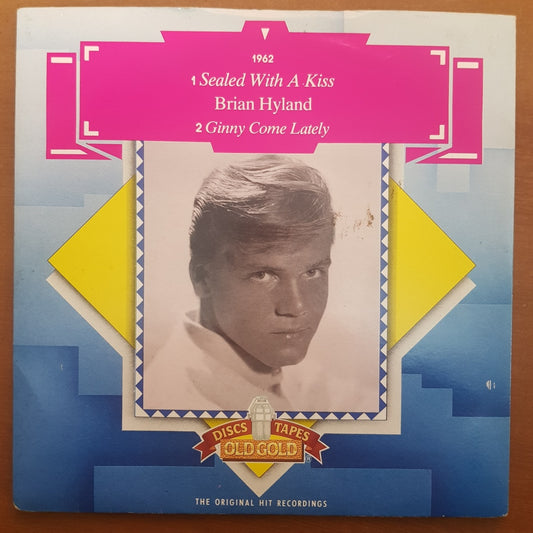 1962
1 Sealed With A Kiss
Brian Hyland
2 Ginny Come Lately
DISCS TAPES
OLD GOLD
THE ORIGINAL HIT RECORDINGS